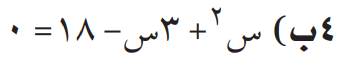 ٤ب) س٢ + ٣س − ١٨ = ٠